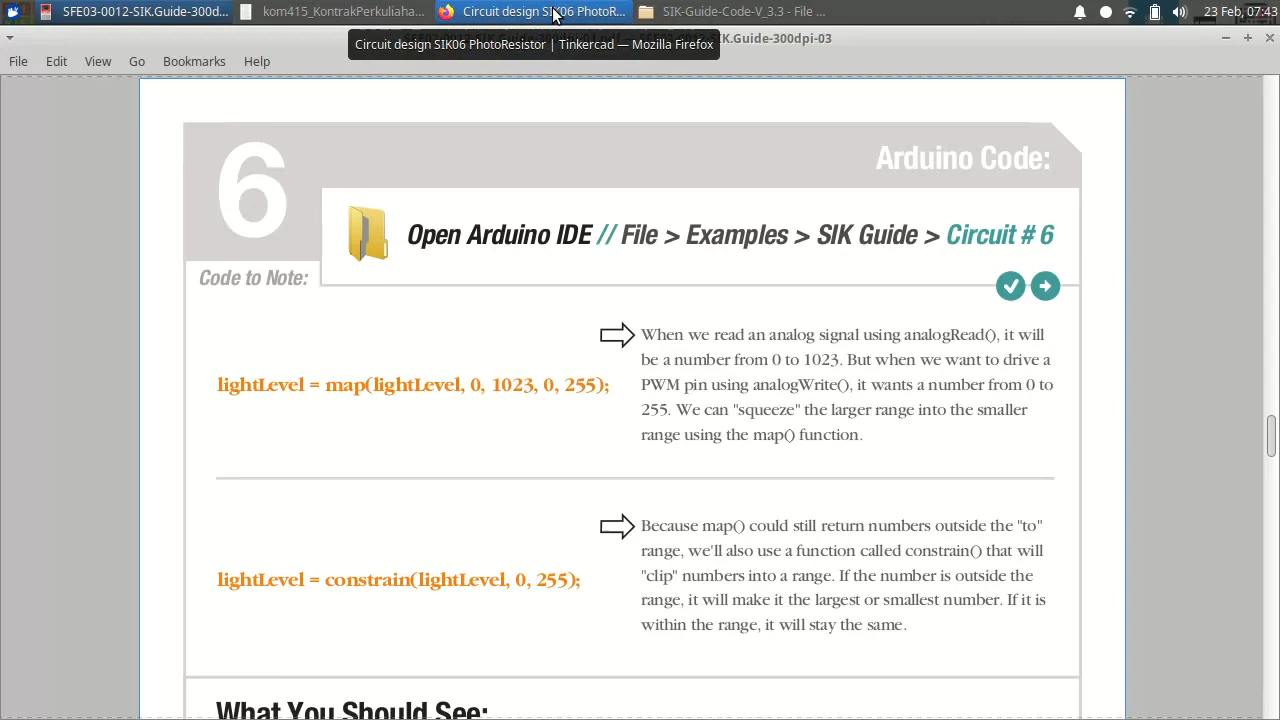 SFE03-0012-SIK.Guide-300d...
kom415_KontrakPerkuliaha...
Circuit design SIK06 PhotoR...
SIK-Guide-Code-V_3.3 - File ...
23 Feb, 07:43
Circuit design SIK06 PhotoResistor | Tinkercad — Mozilla Firefox
K.Guide-300dpi-03
File Edit View Go Bookmarks Help
6
Arduino Code:
Open Arduino IDE // File > Examples > SIK Guide > Circuit # 6
Code to Note:
When we read an analog signal using analogRead(), it will
be a number from 0 to 1023. But when we want to drive a
lightLevel = map(lightLevel, 0, 1023, 0, 255);
PWM pin using analogWrite(), it wants a number from 0 to
255. We can "squeeze" the larger range into the smaller
range using the map() function.
Because map() could still return numbers outside the "to"
range, we'll also use a function called constrain() that will
lightLevel = constrain(lightLevel, 0, 255);
"clip" numbers into a range. If the number is outside the
range, it will make it the largest or smallest number. If it is
within the range, it will stay the same.
What You Should See: